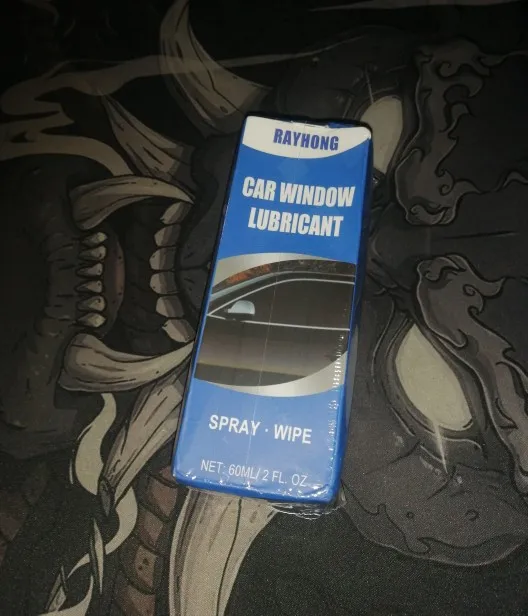 RAYHONG
CAR WINDOW
LUBRICANT
SPRAY · WIPE
NET: 60ML/ 2 FL. OZ